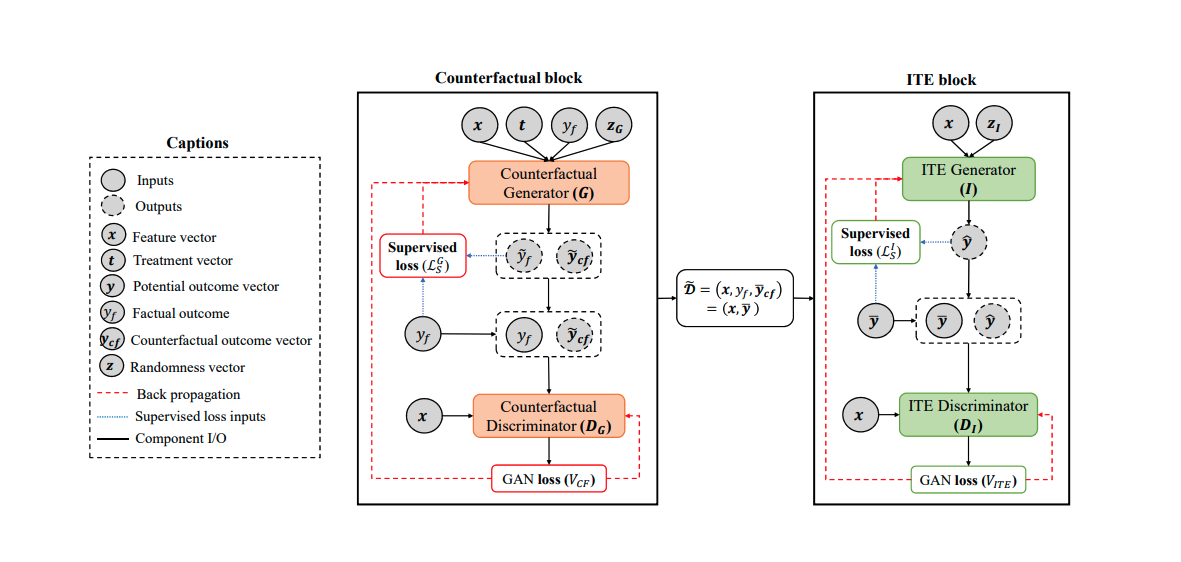 Captions
Inputs
Outputs
x Feature vector
t Treatment vector
y Potential outcome vector
y_f Factual outcome
y_cf Counterfactual outcome vector
z Randomness vector
Back propagation
Supervised loss inputs
Component I/O
Counterfactual block
x t y_f z_G
Counterfactual
Generator (G)
Supervised
loss (ℒ_S^G)
ỹ_f ỹ_cf
y_f
y_f ỹ_cf
x
Counterfactual
Discriminator (D_G)
GAN loss (V_CF)
D̃ = (x, y_f, ȳ_cf)
= (x, ȳ )
ITE block
x z_I
ITE Generator
(I)
Supervised
loss (ℒ_S^I)
ŷ
ȳ
ȳ ŷ
x
ITE Discriminator
(D_I)
GAN loss (V_ITE)